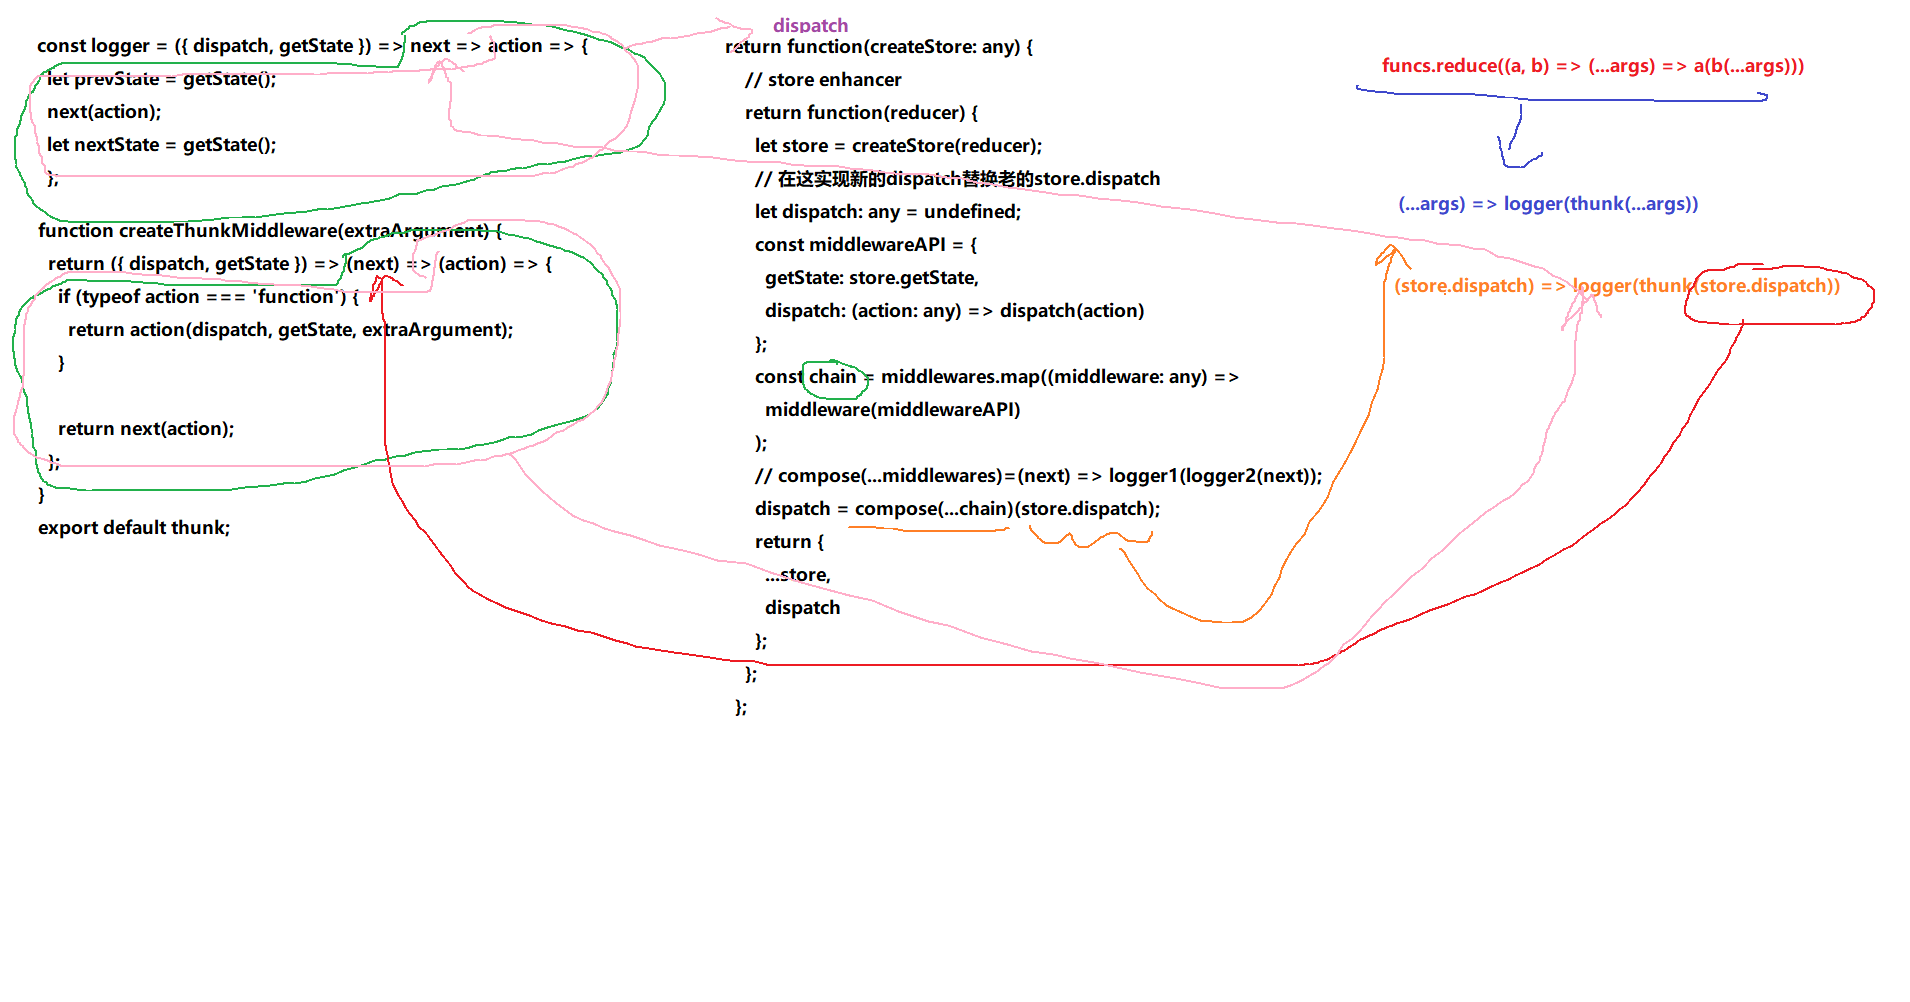 const logger = ({ dispatch, getState }) => next => action => {
let prevState = getState();
next(action);
let nextState = getState();
};
function createThunkMiddleware(extraArgument) {
return ({ dispatch, getState }) => (next) => (action) => {
if (typeof action === 'function') {
return action(dispatch, getState, extraArgument);
}
return next(action);
};
}
export default thunk;
dispatch
return function(createStore: any) {
// store enhancer
return function(reducer) {
let store = createStore(reducer);
// 在这实现新的dispatch替换老的store.dispatch
let dispatch: any = undefined;
const middlewareAPI = {
getState: store.getState,
dispatch: (action: any) => dispatch(action)
};
const chain = middlewares.map((middleware: any) =>
middleware(middlewareAPI)
);
// compose(...middlewares)=(next) => logger1(logger2(next));
dispatch = compose(...chain)(store.dispatch);
return {
...store,
dispatch
};
};
};
funcs.reduce((a, b) => (...args) => a(b(...args)))
(...args) => logger(thunk(...args))
(store.dispatch) => logger(thunk(store.dispatch))